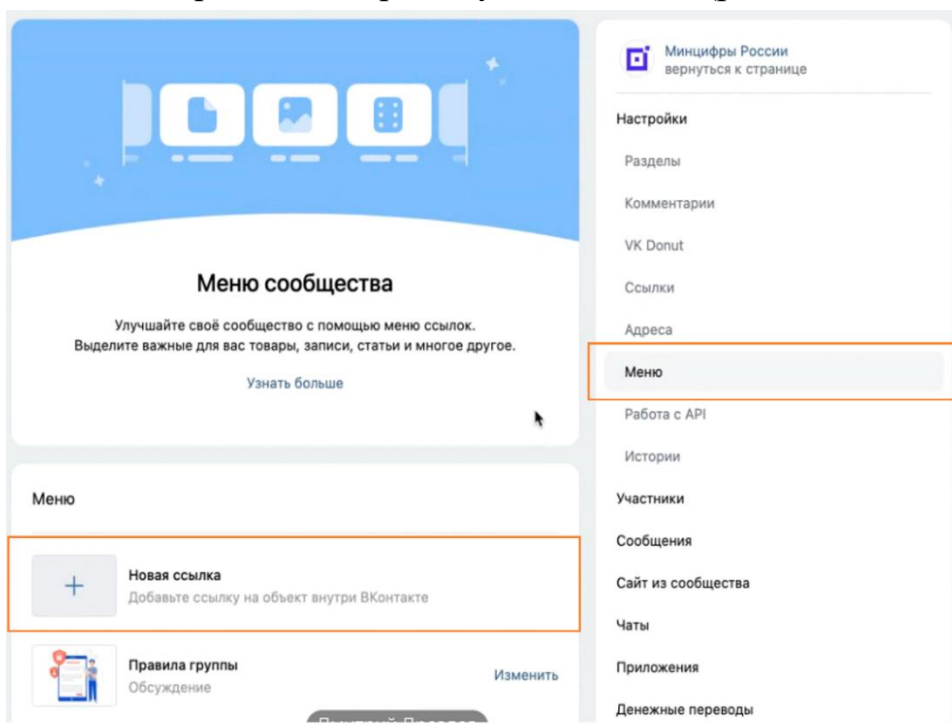 Меню сообщества
Улучшайте своё сообщество с помощью меню ссылок.
Выделите важные для вас товары, записи, статьи и многое другое.
Узнать больше
Меню
Новая ссылка
Добавьте ссылку на объект внутри ВКонтакте
Правила группы
Обсуждение
Изменить
Минцифры России
вернуться к странице
Настройки
Разделы
Комментарии
VK Donut
Ссылки
Адреса
Меню
Работа с API
Истории
Участники
Сообщения
Сайт из сообщества
Чаты
Приложения
Денежные переводы